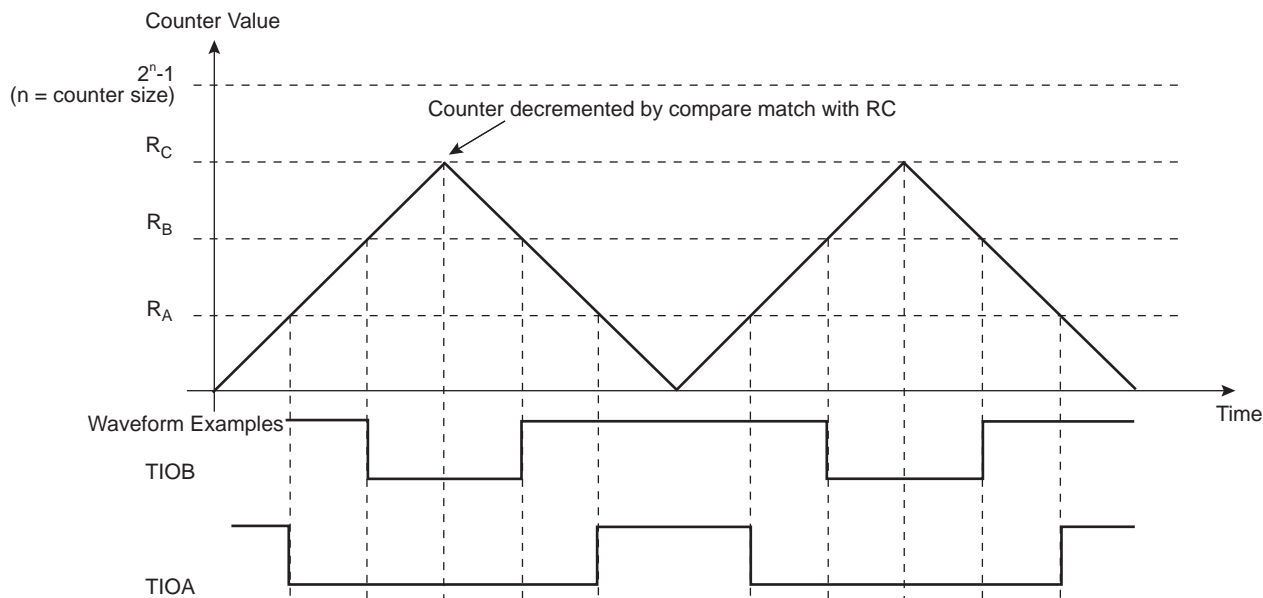 Counter Value
2ⁿ-1
(n = counter size)
Counter decremented by compare match with RC
R_C
R_B
R_A
Time
Waveform Examples
TIOB
TIOA